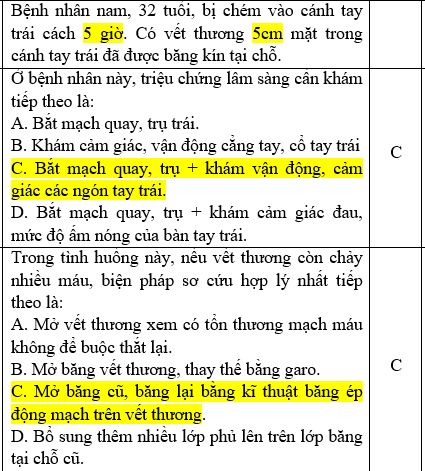 Bệnh nhân nam, 32 tuổi, bị chém vào cánh tay
trái cách 5 giờ. Có vết thương 5cm mặt trong
cánh tay trái đã được băng kín tại chỗ.
Ở bệnh nhân này, triệu chứng lâm sàng cần khám
tiếp theo là:
A. Bắt mạch quay, trụ trái.
B. Khám cảm giác, vận động cẳng tay, cổ tay trái
C. Bắt mạch quay, trụ + khám vận động, cảm
giác các ngón tay trái.
D. Bắt mạch quay, trụ + khám cảm giác đau,
mức độ ấm nóng của bàn tay trái.
C
Trong tình huống này, nếu vết thương còn chảy
nhiều máu, biện pháp sơ cứu hợp lý nhất tiếp
theo là:
A. Mở vết thương xem có tổn thương mạch máu
không để buộc thắt lại.
B. Mở băng vết thương, thay thế bằng garo.
C. Mở băng cũ, băng lại bằng kĩ thuật băng ép
động mạch trên vết thương.
D. Bổ sung thêm nhiều lớp phủ lên trên lớp băng
tại chỗ cũ.
C